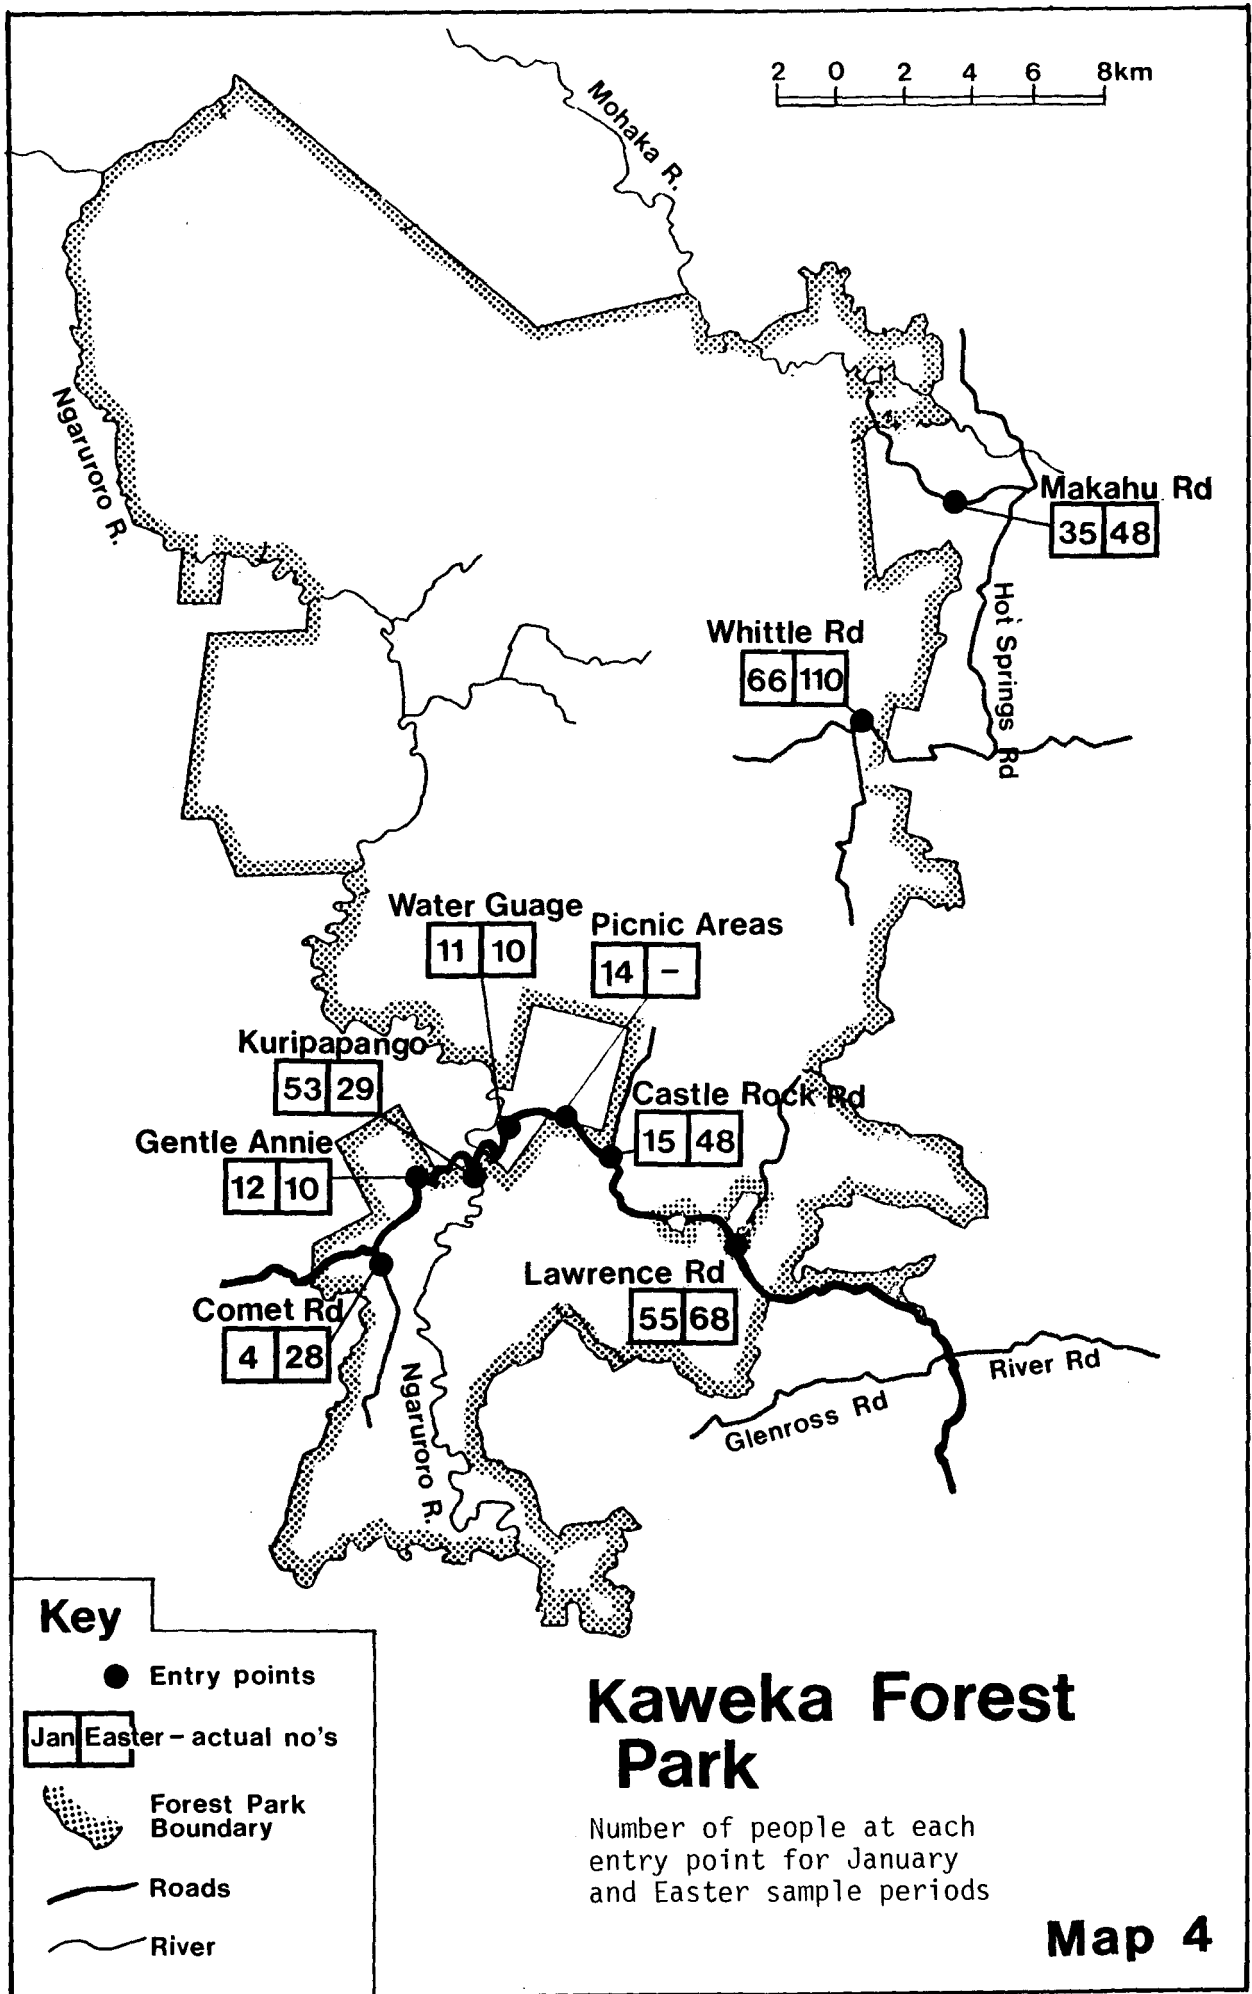 2 0 2 4 6 8km
Mohaka R.
Ngaruroro R.
Makahu Rd
35 48
Hot Springs Rd
Whittle Rd
66 110
Water Guage
11 10
Picnic Areas
14 -
Kuripapango
53 29
Castle Rock Rd
15 48
Gentle Annie
12 10
Lawrence Rd
55 68
Comet Rd
4 28
Ngaruroro R.
River Rd
Glenross Rd
Key
Entry points
Jan Easter - actual no's
Forest Park
Boundary
Roads
River
Kaweka Forest
Park
Number of people at each
entry point for January
and Easter sample periods
Map 4